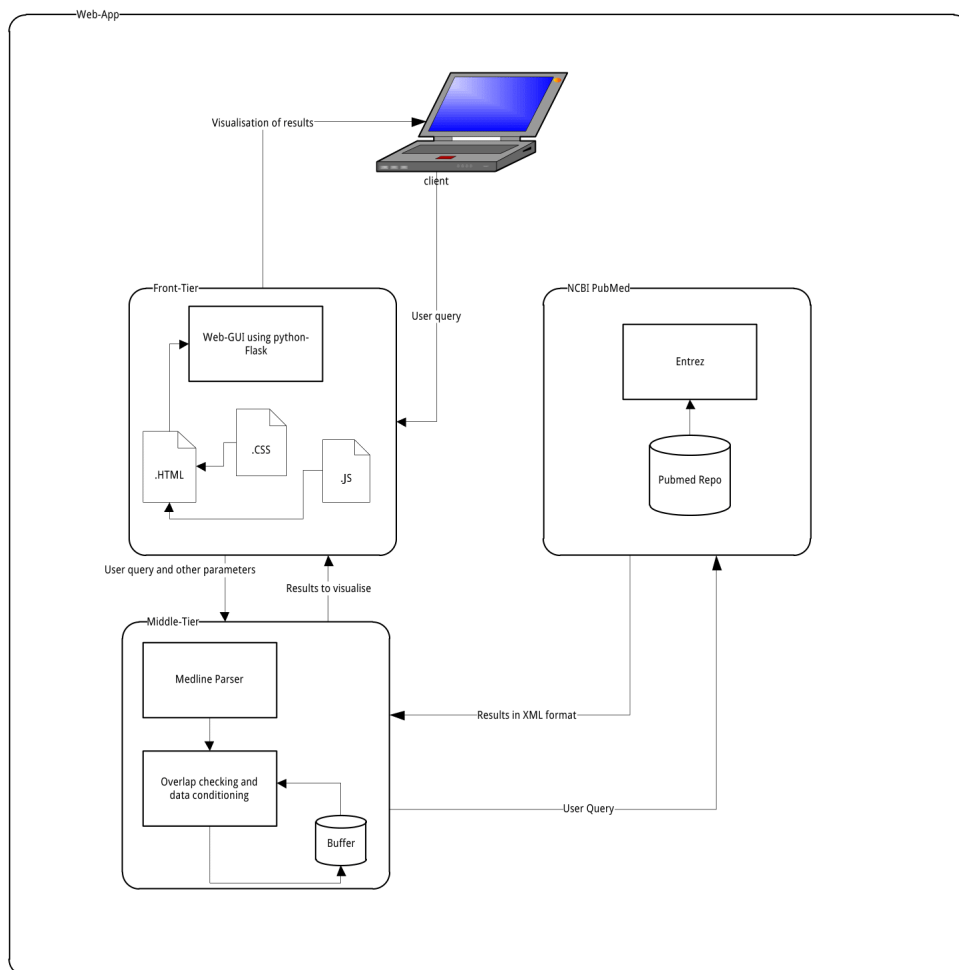 Web-App
Visualisation of results
client
Front-Tier
NCBI PubMed
User query
Web-GUI using python-
Flask
Entrez
.CSS
.HTML
.JS
Pubmed Repo
User query and other parameters
Results to visualise
Middle-Tier
Medline Parser
Results in XML format
Overlap checking and
data conditioning
User Query
Buffer